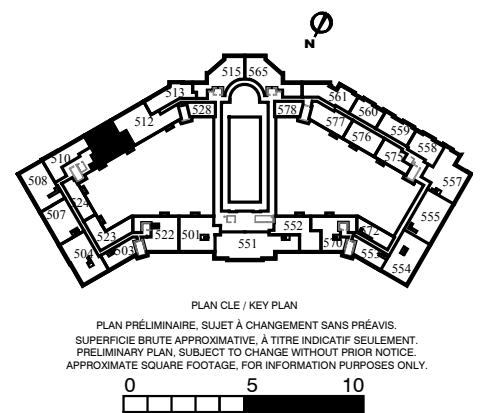 N
515 565
513 561
528 578 560
512 577 559
576 558
510 575
508 557
524
507 555
523 522 501 552 572
504 503 551 570 553 554
PLAN CLE / KEY PLAN
PLAN PRÉLIMINAIRE, SUJET À CHANGEMENT SANS PRÉAVIS.
SUPERFICIE BRUTE APPROXIMATIVE, À TITRE INDICATIF SEULEMENT.
PRELIMINARY PLAN, SUBJECT TO CHANGE WITHOUT PRIOR NOTICE.
APPROXIMATE SQUARE FOOTAGE, FOR INFORMATION PURPOSES ONLY.
0 5 10